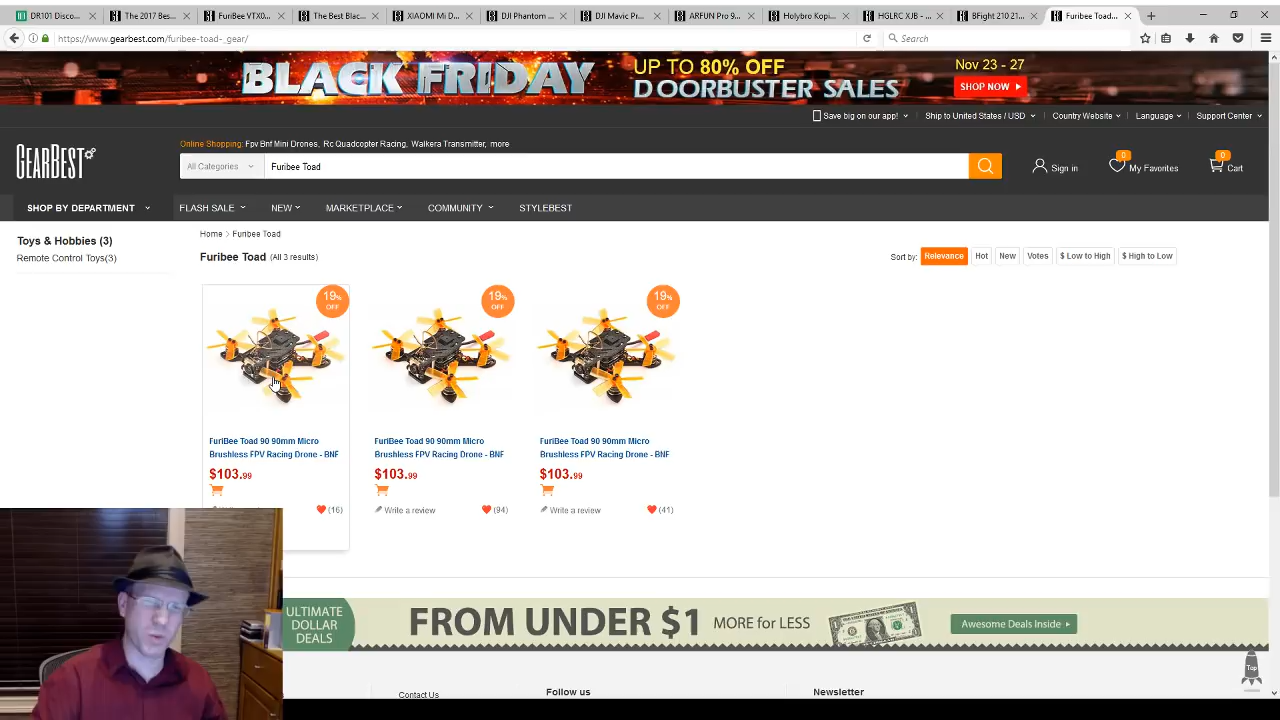 DR101 Disco...
The 2017 Bes...
FuriBee VTX0...
The Best Blac...
XIAOMI Mi D...
DJI Phantom ...
DJI Mavic Pr...
ARFUN Pro 9...
Holybro Kopi...
HGLRC XJB - ...
BFight 210 21...
Furibee Toad...
https://www.gearbest.com/furibee-toad-_gear/
Search
BLACK FRIDAY
UP TO 80% OFF
DOORBUSTER SALES
Nov 23 - 27
SHOP NOW
Save big on our app!
Ship to United States / USD
Country Website
Language
Support Center
GEARBEST
Online Shopping: Fpv Bnf Mini Drones, Rc Quadcopter Racing, Walkera Transmitter, more
All Categories
Furibee Toad
Sign in
0
My Favorites
0
Cart
SHOP BY DEPARTMENT
FLASH SALE
NEW
MARKETPLACE
COMMUNITY
STYLEBEST
Toys & Hobbies (3)
Remote Control Toys(3)
Home > Furibee Toad
Furibee Toad (All 3 results)
Sort by:
Relevance
Hot
New
Votes
$ Low to High
$ High to Low
19% OFF
19% OFF
19% OFF
FuriBee Toad 90 90mm Micro
Brushless FPV Racing Drone - BNF
$103.99
(16)
FuriBee Toad 90 90mm Micro
Brushless FPV Racing Drone - BNF
$103.99
Write a review
(94)
FuriBee Toad 90 90mm Micro
Brushless FPV Racing Drone - BNF
$103.99
Write a review
(41)
ULTIMATE
DOLLAR
DEALS
FROM UNDER $1
MORE for LESS
Awesome Deals Inside
Top
Contact Us
Follow us
Newsletter